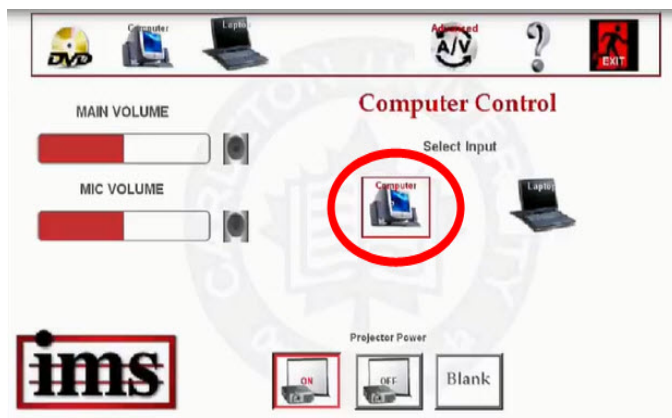 DVD
Computer
Laptop
Advanced
A/V
?
EXIT
MAIN VOLUME
MIC VOLUME
Computer Control
Select Input
Computer
Laptop
Projector Power
ON
OFF
Blank
ims